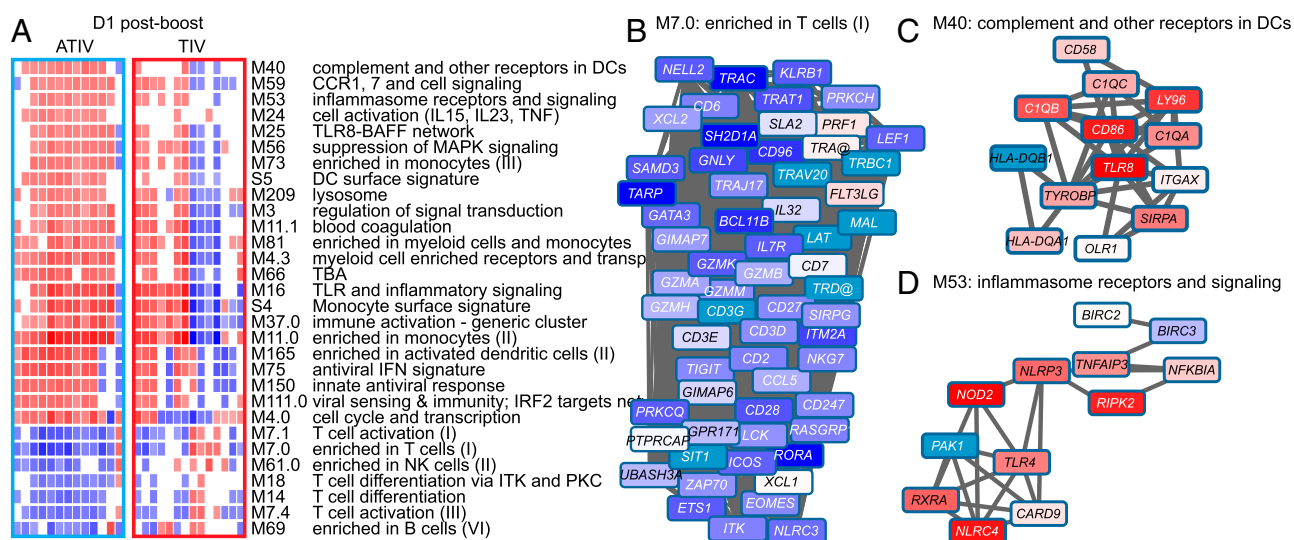 A
D1 post-boost
ATIV TIV
M40 complement and other receptors in DCs
M59 CCR1, 7 and cell signaling
M53 inflammasome receptors and signaling
M24 cell activation (IL15, IL23, TNF)
M25 TLR8-BAFF network
M56 suppression of MAPK signaling
M73 enriched in monocytes (III)
S5 DC surface signature
M209 lysosome
M3 regulation of signal transduction
M11.1 blood coagulation
M81 enriched in myeloid cells and monocytes
M4.3 myeloid cell enriched receptors and transp
M66 TBA
M16 TLR and inflammatory signaling
S4 Monocyte surface signature
M37.0 immune activation - generic cluster
M11.0 enriched in monocytes (II)
M165 enriched in activated dendritic cells (II)
M75 antiviral IFN signature
M150 innate antiviral response
M111.0 viral sensing & immunity; IRF2 targets net
M4.0 cell cycle and transcription
M7.1 T cell activation (I)
M7.0 enriched in T cells (I)
M61.0 enriched in NK cells (II)
M18 T cell differentiation via ITK and PKC
M14 T cell differentiation
M7.4 T cell activation (III)
M69 enriched in B cells (VI)
B
M7.0: enriched in T cells (I)
NELL2 TRAC KLRB1
CD6 TRAT1 PRKCH
XCL2 SLA2 PRF1
SH2D1A TRA@ LEF1
SAMD3 GNLY CD96 TRBC1
TARP TRAJ17 TRAV20 FLT3LG
GATA3 BCL11B IL32 MAL
GIMAP7 IL7R LAT
GZMK GZMB CD7
GZMA GZMM TRD@
GZMH CD3G CD27 SIRPG
CD3E CD3D ITM2A
TIGIT CD2 NKG7
GIMAP6 CCL5
PRKCQ CD28 CD247
PTPRCAP GPR171 LCK RASGRP
SIT1 ICOS RORA
UBASH3A ZAP70 XCL1
ETS1 EOMES
ITK NLRC3
C
M40: complement and other receptors in DCs
CD58
C1QC
C1QB LY96
CD86 C1QA
HLA-DQB1 TLR8
TYROBP ITGAX
SIRPA
HLA-DQA1 OLR1
D
M53: inflammasome receptors and signaling
BIRC2
BIRC3
NLRP3 TNFAIP3 NFKBIA
NOD2 RIPK2
PAK1
TLR4
RXRA
CARD9
NLRC4